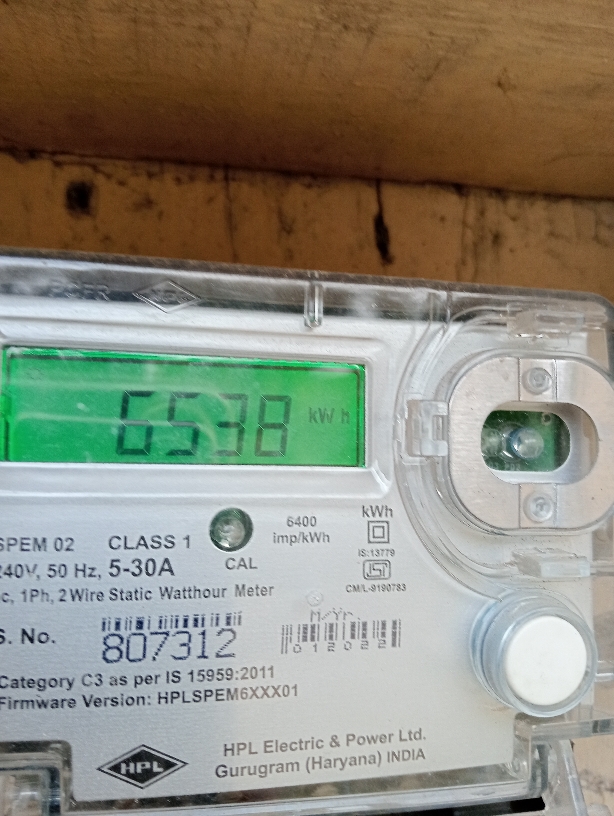 6538 kWh
6400
imp/kWh
kWh
IS:13779
ISI
CM/L-9190783
CAL
SPEM 02 CLASS 1
240V, 50 Hz, 5-30A
ac, 1Ph, 2 Wire Static Watthour Meter
S. No.
807312
M/Yr.
012022
Category C3 as per IS 15959:2011
Firmware Version: HPLSPEM6XXX01
HPL
HPL Electric & Power Ltd.
Gurugram (Haryana) INDIA